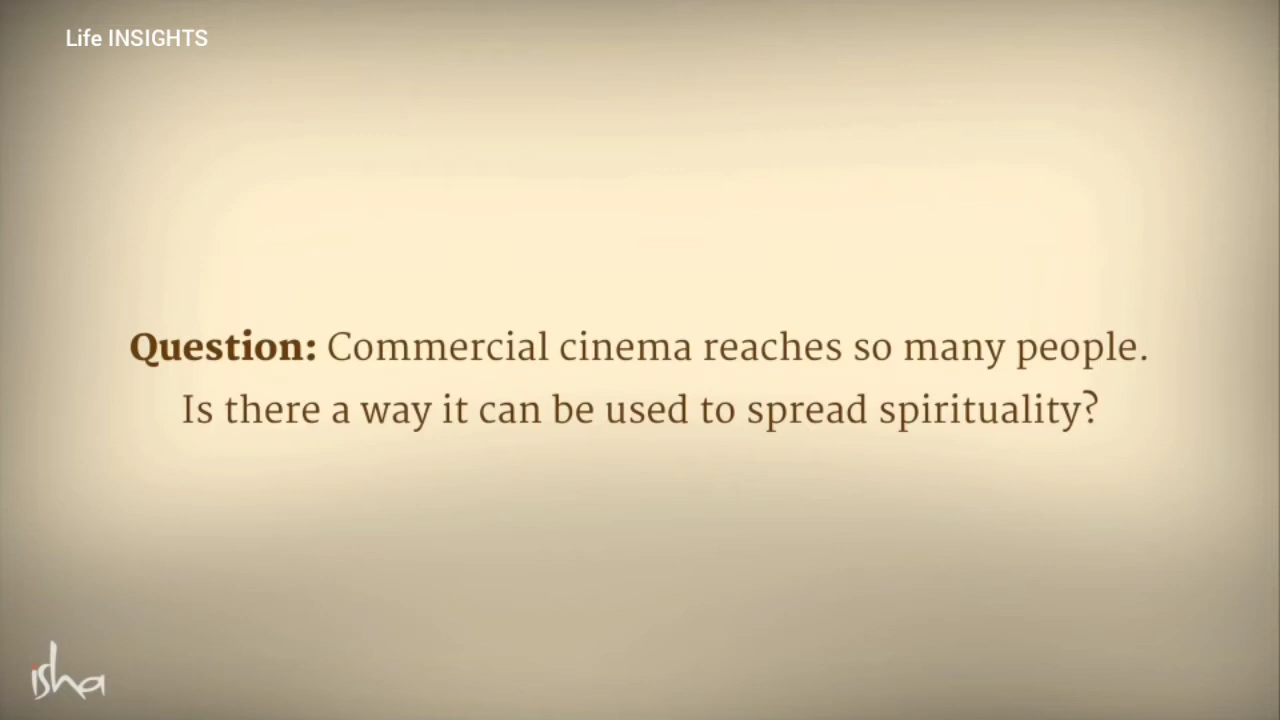 Life INSIGHTS
Question: Commercial cinema reaches so many people.
Is there a way it can be used to spread spirituality?
isha